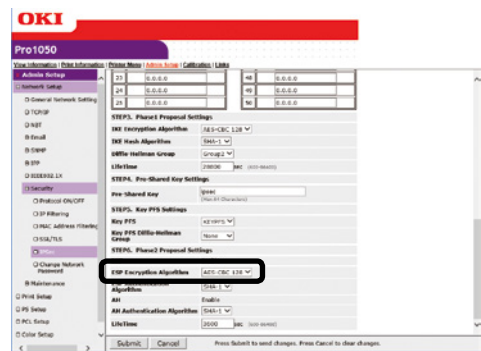 OKI
Pro1050
View Information | Print Information | Printer Menu | Admin Setup | Calibration | Links
Admin Setup
Network Setup
General Network Setting
TCP/IP
NBT
Email
SNMP
IPP
IEEE802.1X
Security
Protocol ON/OFF
IP Filtering
MAC Address Filtering
SSL/TLS
IPSec
Change Network
Password
Maintenance
Print Setup
PS Setup
PCL Setup
Color Setup
23 0.0.0.0 48 0.0.0.0
24 0.0.0.0 49 0.0.0.0
25 0.0.0.0 50 0.0.0.0
STEP3. Phase1 Proposal Settings
IKE Encryption Algorithm AES-CBC 128
IKE Hash Algorithm SHA-1
Diffie-Hellman Group Group2
LifeTime 28800 sec
STEP4. Pre-Shared Key Settings
Pre-Shared Key ipsec
STEP5. Key PFS Settings
Key PFS KEYPFS
Key PFS Diffie-Hellman None
Group
STEP6. Phase2 Proposal Settings
ESP Encryption Algorithm AES-CBC 128
ESP Authentication SHA-1
Algorithm
AH Enable
AH Authentication Algorithm SHA-1
LifeTime 3600 sec
Submit Cancel Press Submit to send changes. Press Cancel to clear changes.